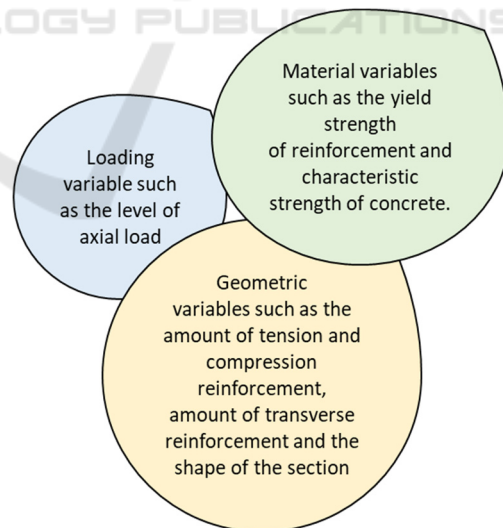 LOGY PUBLICATIONS
Material variables
such as the yield
strength
of reinforcement and
characteristic
strength of concrete.
Loading
variable such
as the level of
axial load
Geometric
variables such as the
amount of tension and
compression
reinforcement,
amount of transverse
reinforcement and the
shape of the section